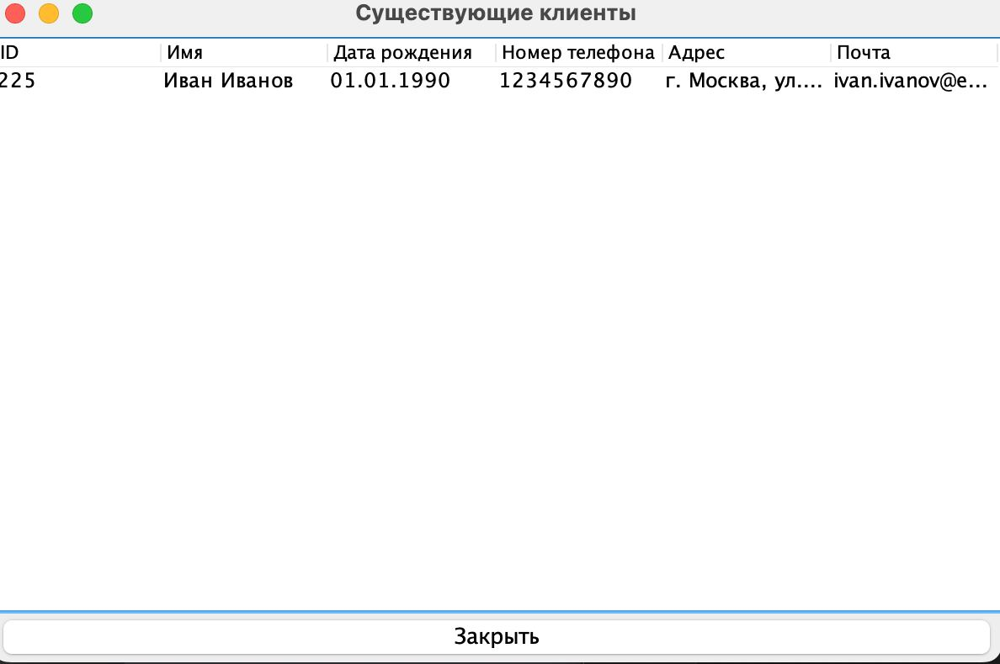 Существующие клиенты
ID Имя Дата рождения Номер телефона Адрес Почта
225 Иван Иванов 01.01.1990 1234567890 г. Москва, ул.... ivan.ivanov@e...
Закрыть